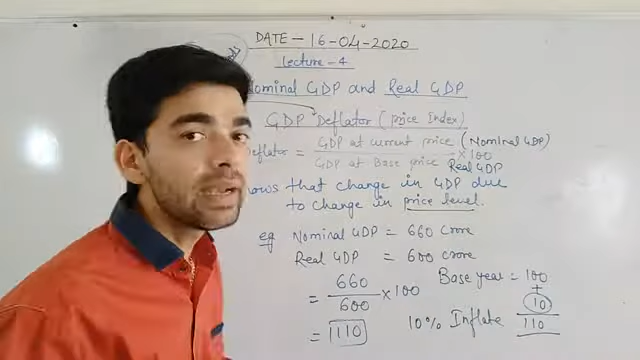 DATE - 16-04-2020
Lecture - 4
Nominal GDP and Real GDP
GDP Deflator (price Index)
Deflator = GDP at Current price (Nominal GDP) / GDP at Base price Real GDP × 100
shows that change in GDP due
to change in price level.
eg Nominal GDP = 660 Crore
Real GDP = 600 crore
= 660 / 600 × 100
Base year = 100
+
10
110
= 110
10% Inflate